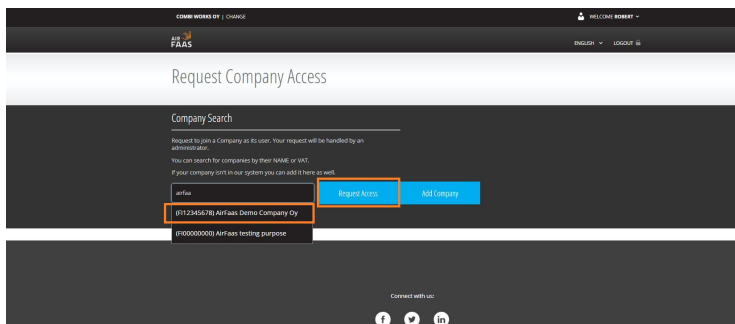 COMBI WORKS OY | CHANGE
WELCOME ROBERT
AIR
FAAS
ENGLISH
LOGOUT
Request Company Access
Company Search
Request to join a Company as its user. Your request will be handled by an
administrator.
You can search for companies by their NAME or VAT.
If your company isn't in our system you can add it here as well.
airfaa
Request Access
Add Company
(FI12345678) AirFaas Demo Company Oy
(FI00000000) AirFaas testing purpose
Connect with us:
f
in